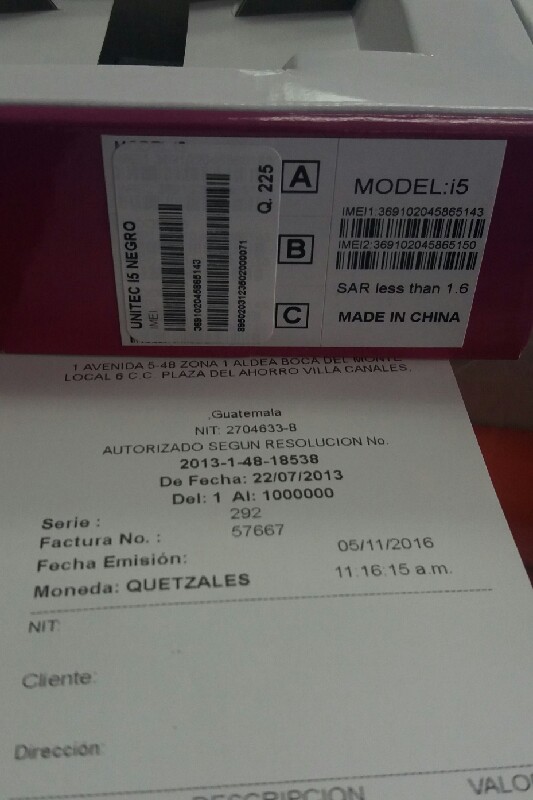 UNITEC I5 NEGRO
IMEI:
369102045865143
8950203123602000071
Q. 225
A
B
C
MODEL:i5
IMEI1:369102045865143
IMEI2:369102045865150
SAR less than 1.6
MADE IN CHINA
1 AVENIDA 5-48 ZONA 1 ALDEA BOCA DEL MONTE
LOCAL 6 C.C. PLAZA DEL AHORRO VILLA CANALES.
,Guatemala
NIT: 2704633-8
AUTORIZADO SEGUN RESOLUCION No.
2013-1-48-18538
De Fecha: 22/07/2013
Del: 1 Al: 1000000
Serie : 292
Factura No. : 57667
Fecha Emisión: 05/11/2016
Moneda: QUETZALES 11:16:15 a.m.
NIT:
Cliente:
Dirección:
DESCRIPCION